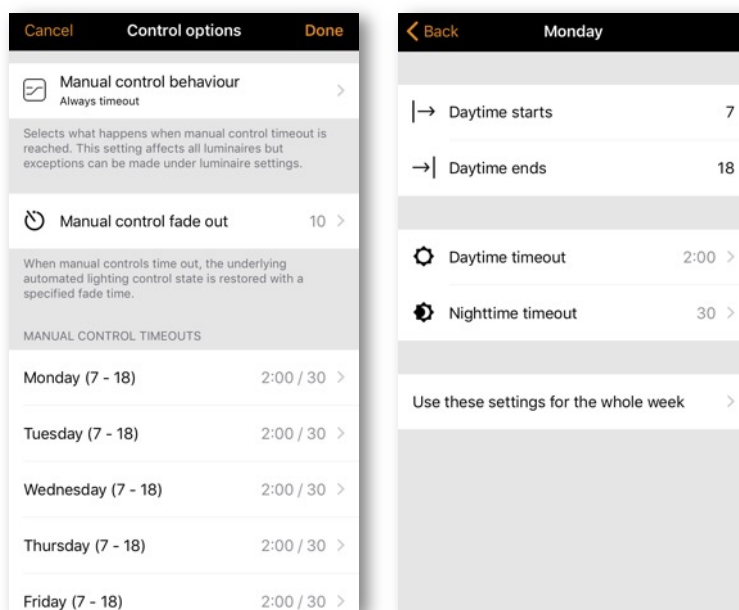 Cancel Control options Done
Manual control behaviour
Always timeout
Selects what happens when manual control timeout is
reached. This setting affects all luminaires but
exceptions can be made under luminaire settings.
Manual control fade out 10
When manual controls time out, the underlying
automated lighting control state is restored with a
specified fade time.
MANUAL CONTROL TIMEOUTS
Monday (7 - 18) 2:00 / 30
Tuesday (7 - 18) 2:00 / 30
Wednesday (7 - 18) 2:00 / 30
Thursday (7 - 18) 2:00 / 30
Friday (7 - 18) 2:00 / 30
Back Monday
Daytime starts 7
Daytime ends 18
Daytime timeout 2:00
Nighttime timeout 30
Use these settings for the whole week